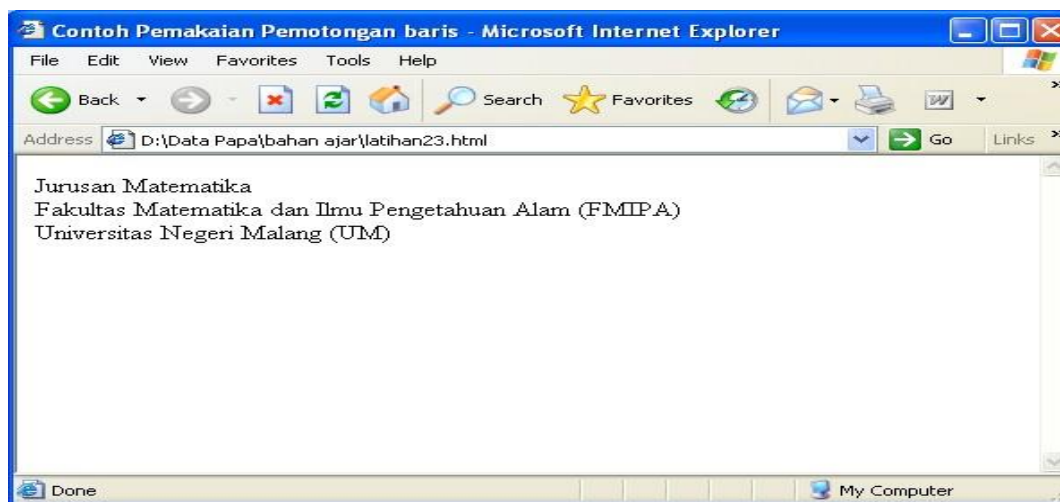 Contoh Pemakaian Pemotongan baris - Microsoft Internet Explorer
File Edit View Favorites Tools Help
Back Search Favorites
Address D:\Data Papa\bahan ajar\latihan23.html Go Links
Jurusan Matematika
Fakultas Matematika dan Ilmu Pengetahuan Alam (FMIPA)
Universitas Negeri Malang (UM)
Done My Computer